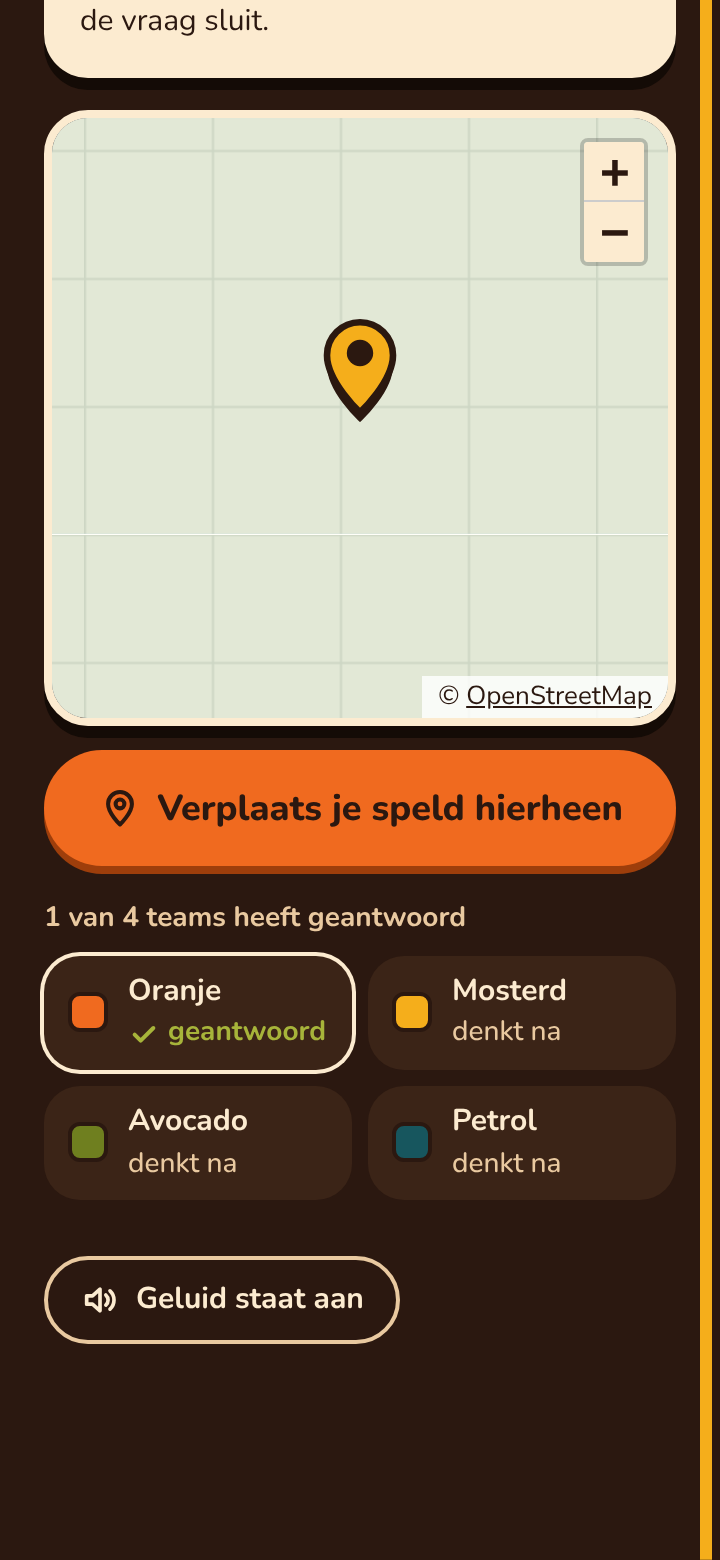 de vraag sluit.
+
−
© OpenStreetMap
Verplaats je speld hierheen
1 van 4 teams heeft geantwoord
Oranje
geantwoord
Mosterd
denkt na
Avocado
denkt na
Petrol
denkt na
Geluid staat aan